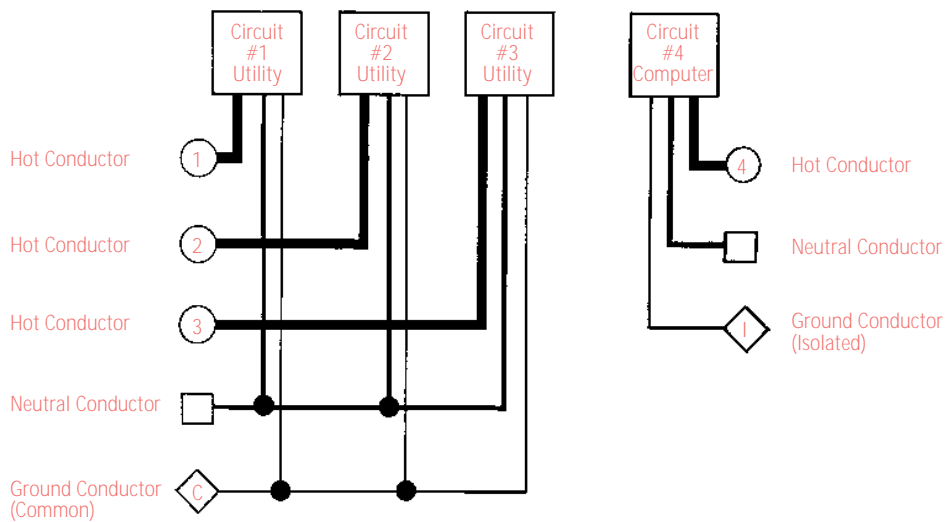 Circuit
#1
Utility
Circuit
#2
Utility
Circuit
#3
Utility
Circuit
#4
Computer
Hot Conductor
1
4
Hot Conductor
Hot Conductor
2
Neutral Conductor
Hot Conductor
3
I
Ground Conductor
(Isolated)
Neutral Conductor
Ground Conductor
(Common)
C